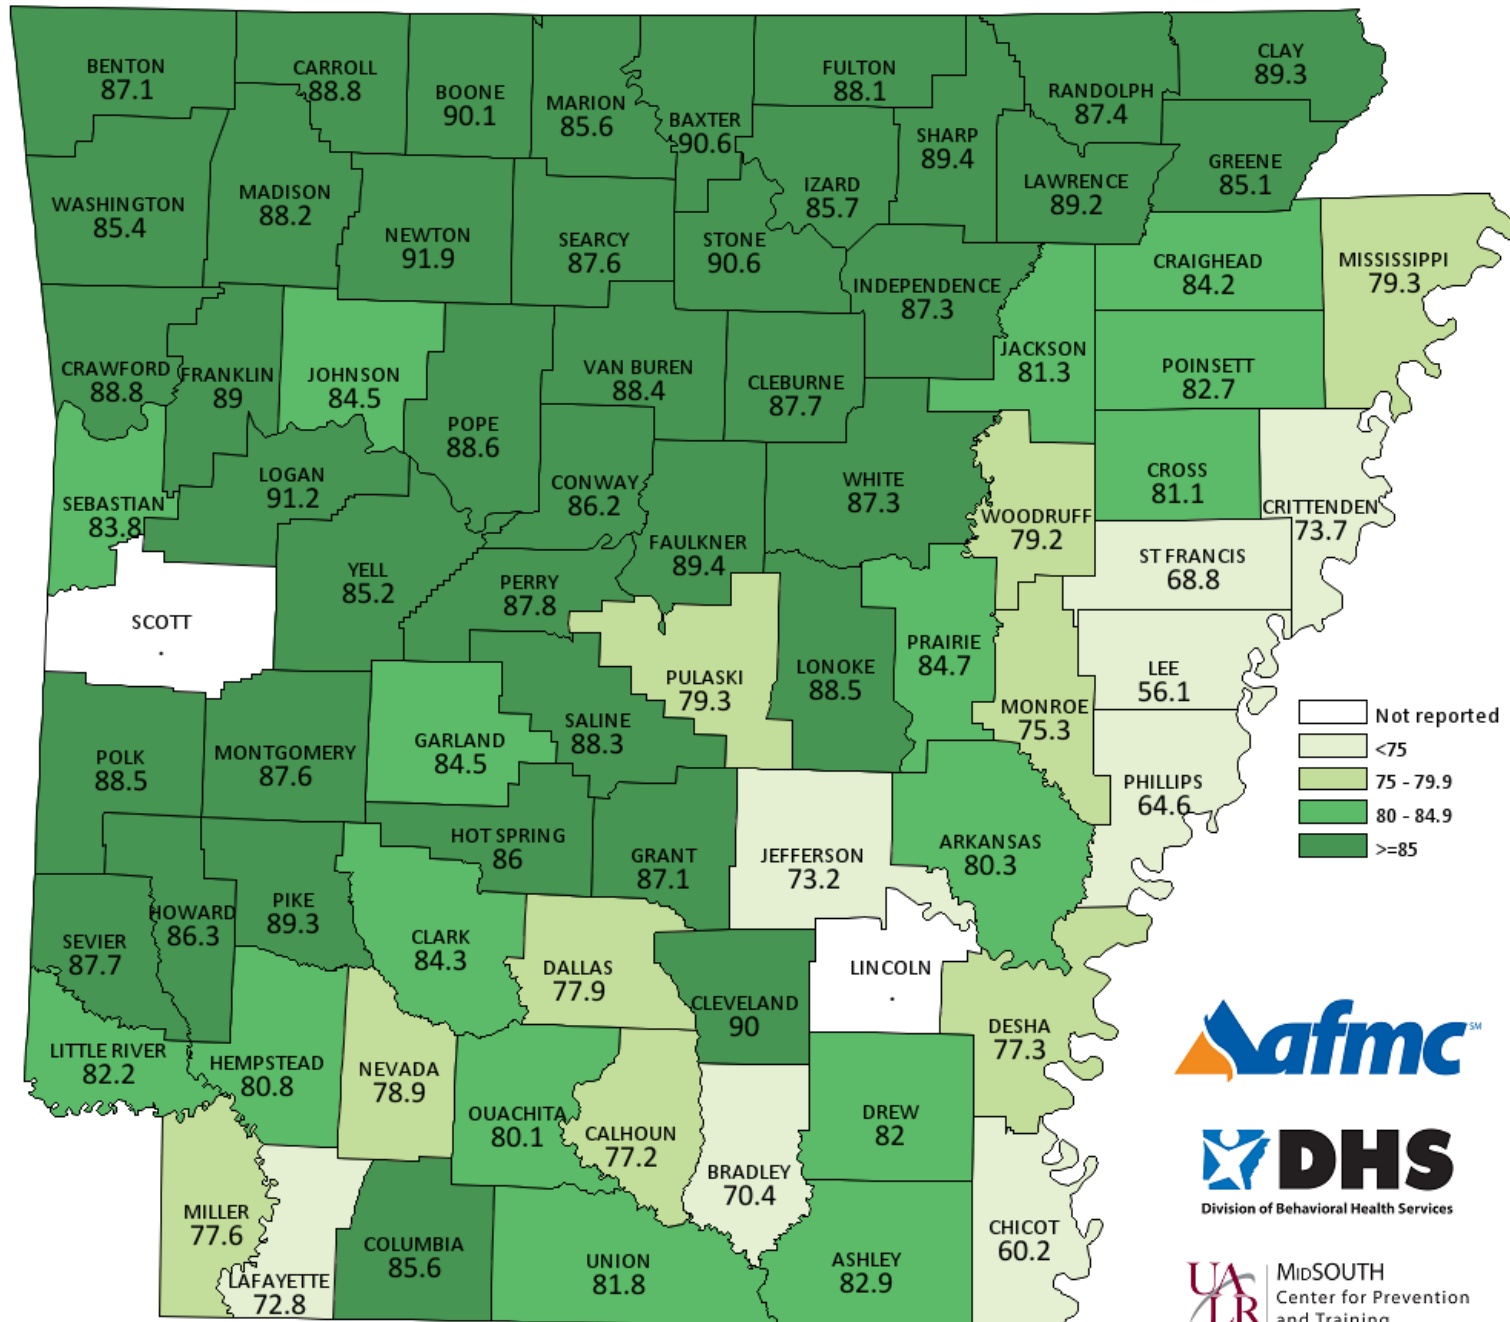 BENTON
87.1
CARROLL
88.8
BOONE
90.1
MARION
85.6
BAXTER
90.6
FULTON
88.1
RANDOLPH
87.4
CLAY
89.3
SHARP
89.4
GREENE
85.1
WASHINGTON
85.4
MADISON
88.2
IZARD
85.7
LAWRENCE
89.2
NEWTON
91.9
SEARCY
87.6
STONE
90.6
INDEPENDENCE
87.3
CRAIGHEAD
84.2
MISSISSIPPI
79.3
CRAWFORD
88.8
FRANKLIN
89
JOHNSON
84.5
VAN BUREN
88.4
CLEBURNE
87.7
JACKSON
81.3
POINSETT
82.7
POPE
88.6
LOGAN
91.2
CONWAY
86.2
WHITE
87.3
CROSS
81.1
SEBASTIAN
83.8
CRITTENDEN
73.7
WOODRUFF
79.2
FAULKNER
89.4
ST FRANCIS
68.8
YELL
85.2
PERRY
87.8
SCOTT
.
PRAIRIE
84.7
LONOKE
88.5
LEE
56.1
PULASKI
79.3
MONROE
75.3
SALINE
88.3
GARLAND
84.5
POLK
88.5
MONTGOMERY
87.6
PHILLIPS
64.6
Not reported
<75
75 - 79.9
80 - 84.9
>=85
HOT SPRING
86
GRANT
87.1
JEFFERSON
73.2
ARKANSAS
80.3
PIKE
89.3
HOWARD
86.3
SEVIER
87.7
CLARK
84.3
DALLAS
77.9
LINCOLN
.
CLEVELAND
90
DESHA
77.3
LITTLE RIVER
82.2
HEMPSTEAD
80.8
NEVADA
78.9
OUACHITA
80.1
CALHOUN
77.2
DREW
82
BRADLEY
70.4
MILLER
77.6
LAFAYETTE
72.8
COLUMBIA
85.6
UNION
81.8
ASHLEY
82.9
CHICOT
60.2
afmc SM
DHS
Division of Behavioral Health Services
UALR
MIDSOUTH
Center for Prevention
and Training